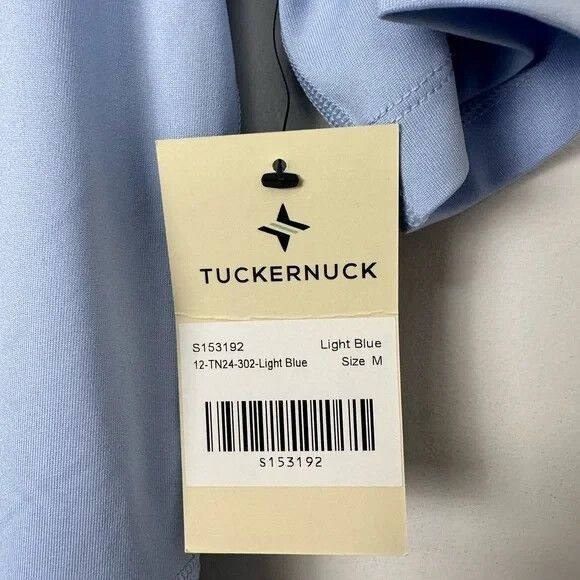 TUCKERNUCK
S153192 Light Blue
12-TN24-302-Light Blue Size M
S153192